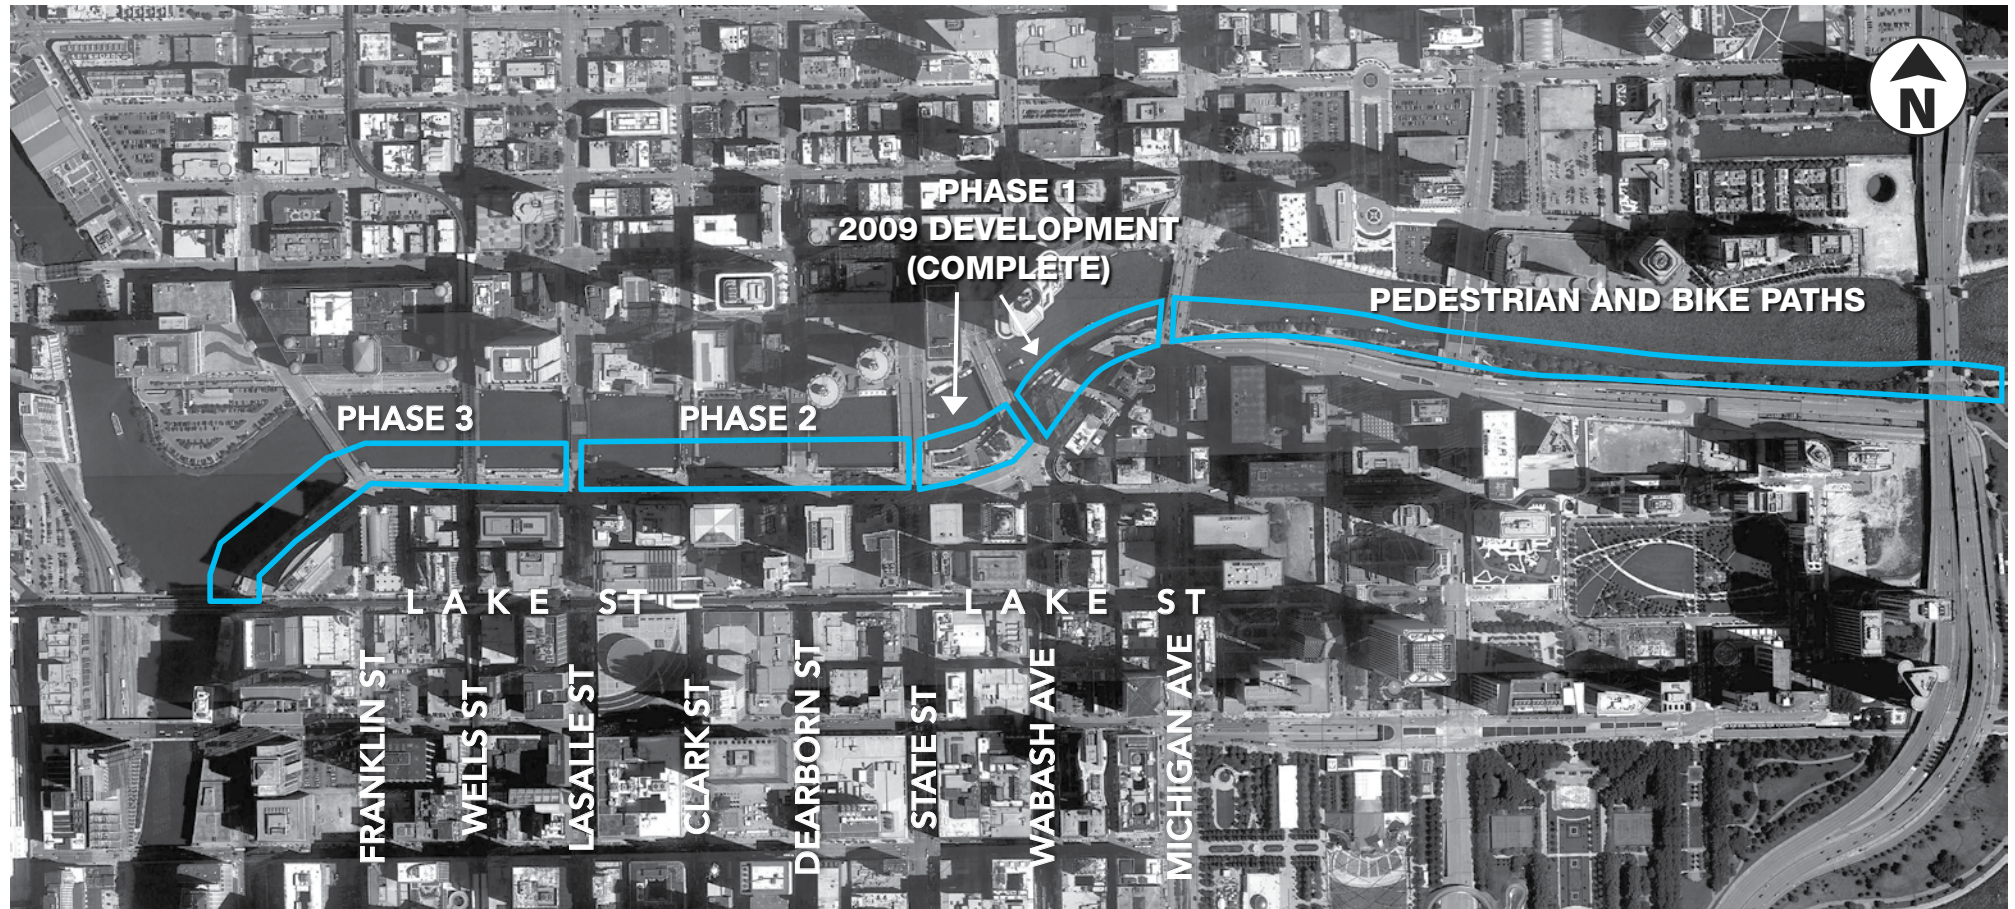 N
PHASE 1
2009 DEVELOPMENT
(COMPLETE)
PEDESTRIAN AND BIKE PATHS
PHASE 3
PHASE 2
LAKE ST
LAKE ST
FRANKLIN ST
WELLS ST
LASALLE ST
CLARK ST
DEARBORN ST
STATE ST
WABASH AVE
MICHIGAN AVE